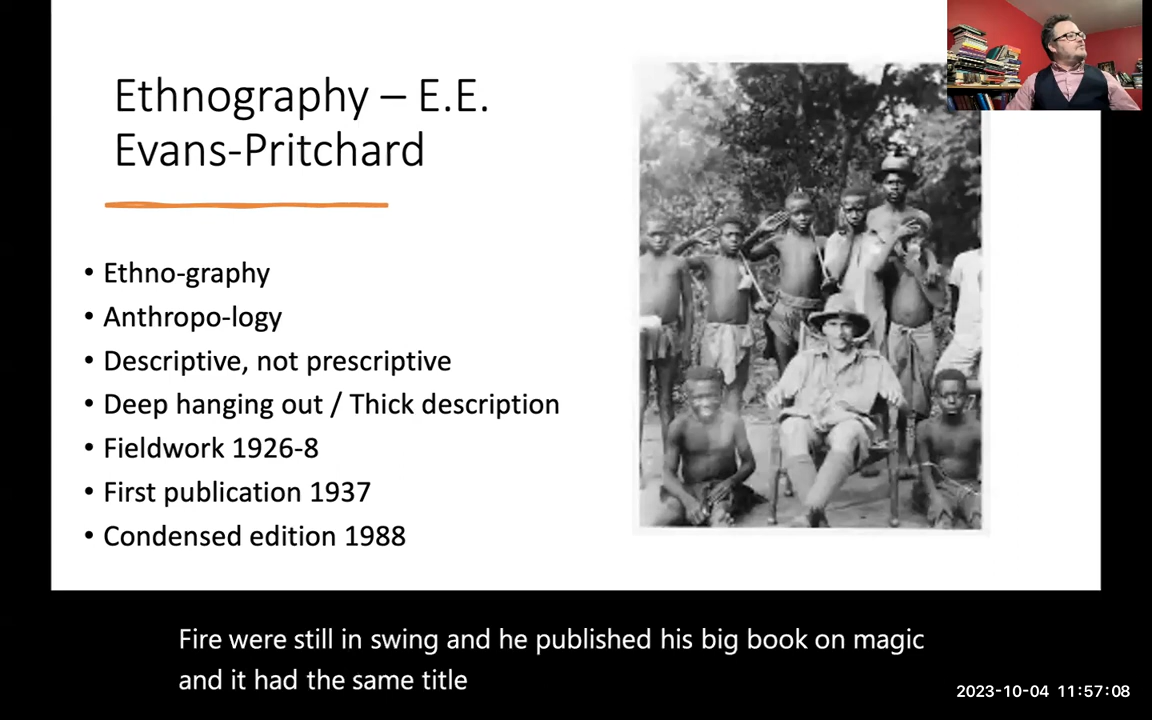 Ethnography – E.E.
Evans-Pritchard
• Ethno-graphy
• Anthropo-logy
• Descriptive, not prescriptive
• Deep hanging out / Thick description
• Fieldwork 1926-8
• First publication 1937
• Condensed edition 1988
Fire were still in swing and he published his big book on magic
and it had the same title
2023-10-04 11:57:08